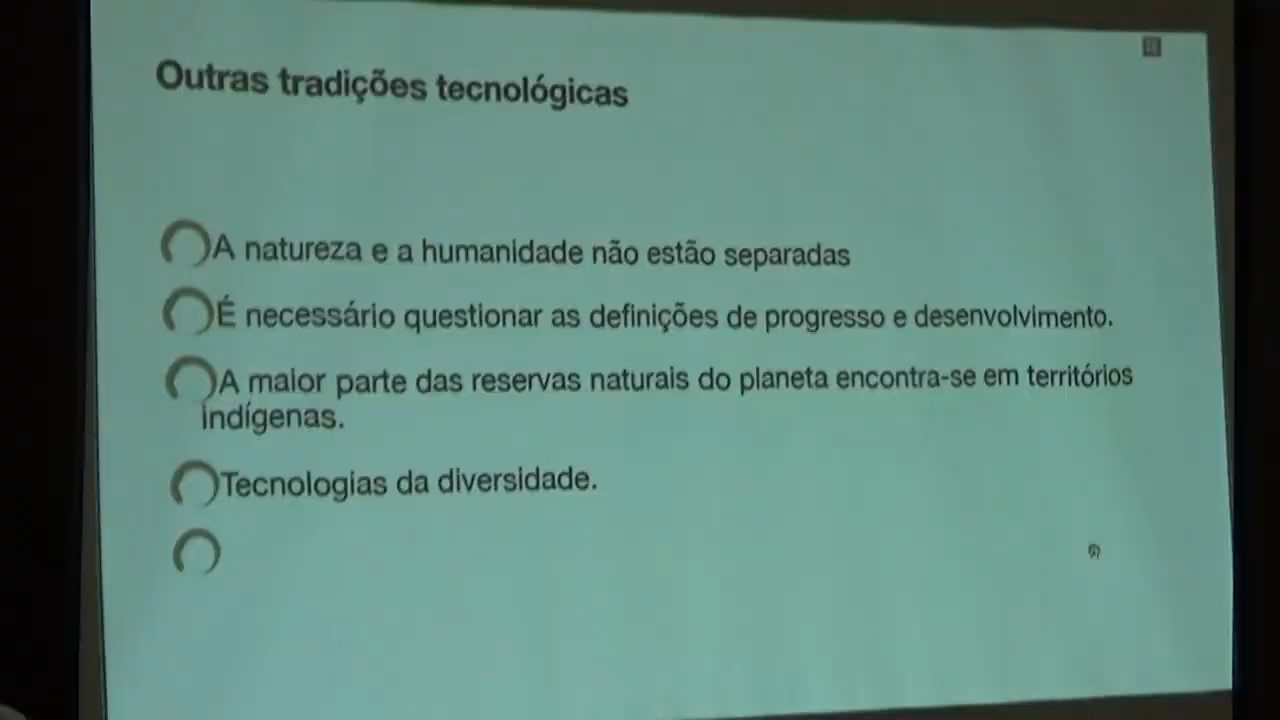 Outras tradições tecnológicas
A natureza e a humanidade não estão separadas
É necessário questionar as definições de progresso e desenvolvimento.
A maior parte das reservas naturais do planeta encontra-se em territórios
indígenas.
Tecnologias da diversidade.